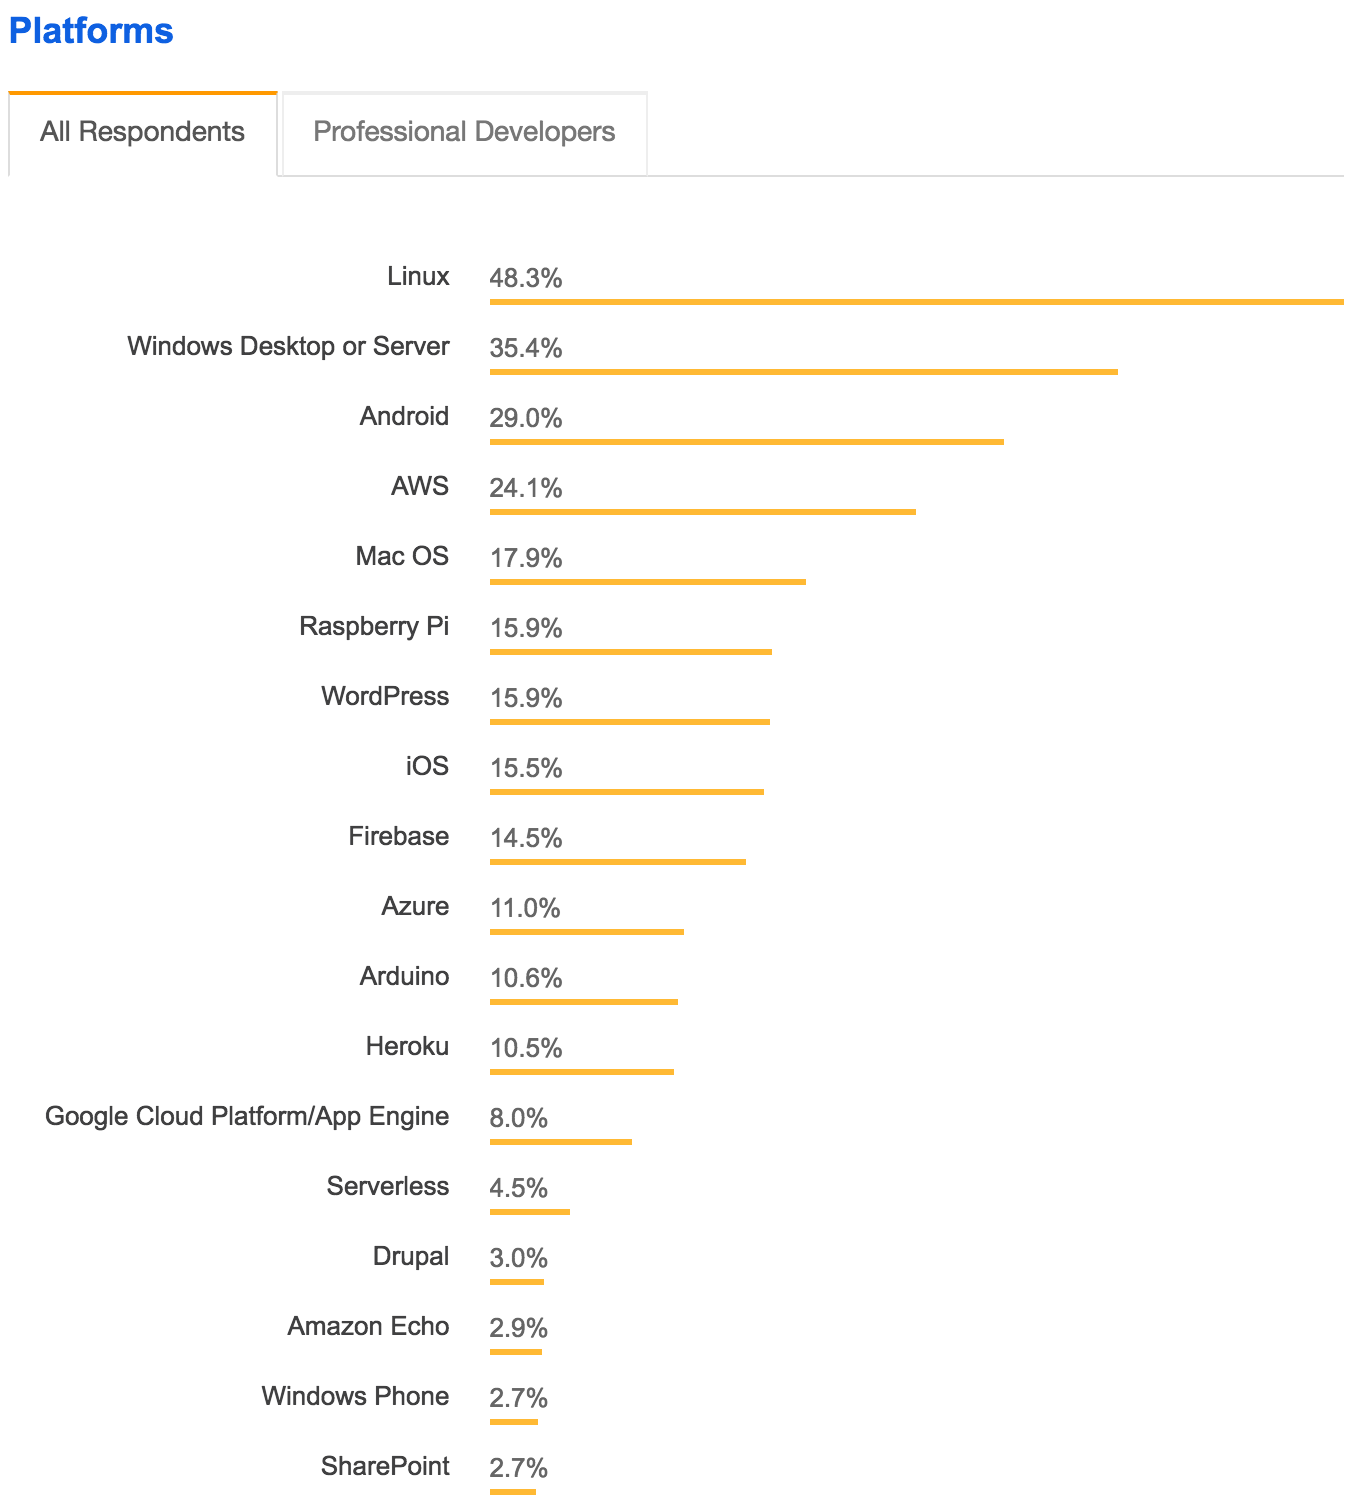 Platforms
All Respondents
Professional Developers
Linux 48.3%
Windows Desktop or Server 35.4%
Android 29.0%
AWS 24.1%
Mac OS 17.9%
Raspberry Pi 15.9%
WordPress 15.9%
iOS 15.5%
Firebase 14.5%
Azure 11.0%
Arduino 10.6%
Heroku 10.5%
Google Cloud Platform/App Engine 8.0%
Serverless 4.5%
Drupal 3.0%
Amazon Echo 2.9%
Windows Phone 2.7%
SharePoint 2.7%